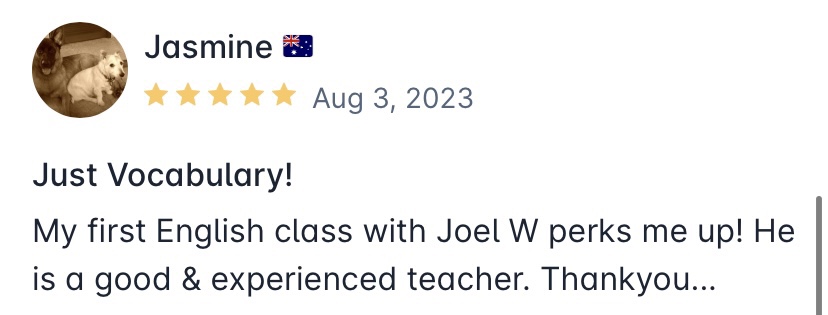 Jasmine 🇦🇺
★★★★★ Aug 3, 2023
Just Vocabulary!
My first English class with Joel W perks me up! He
is a good & experienced teacher. Thankyou...